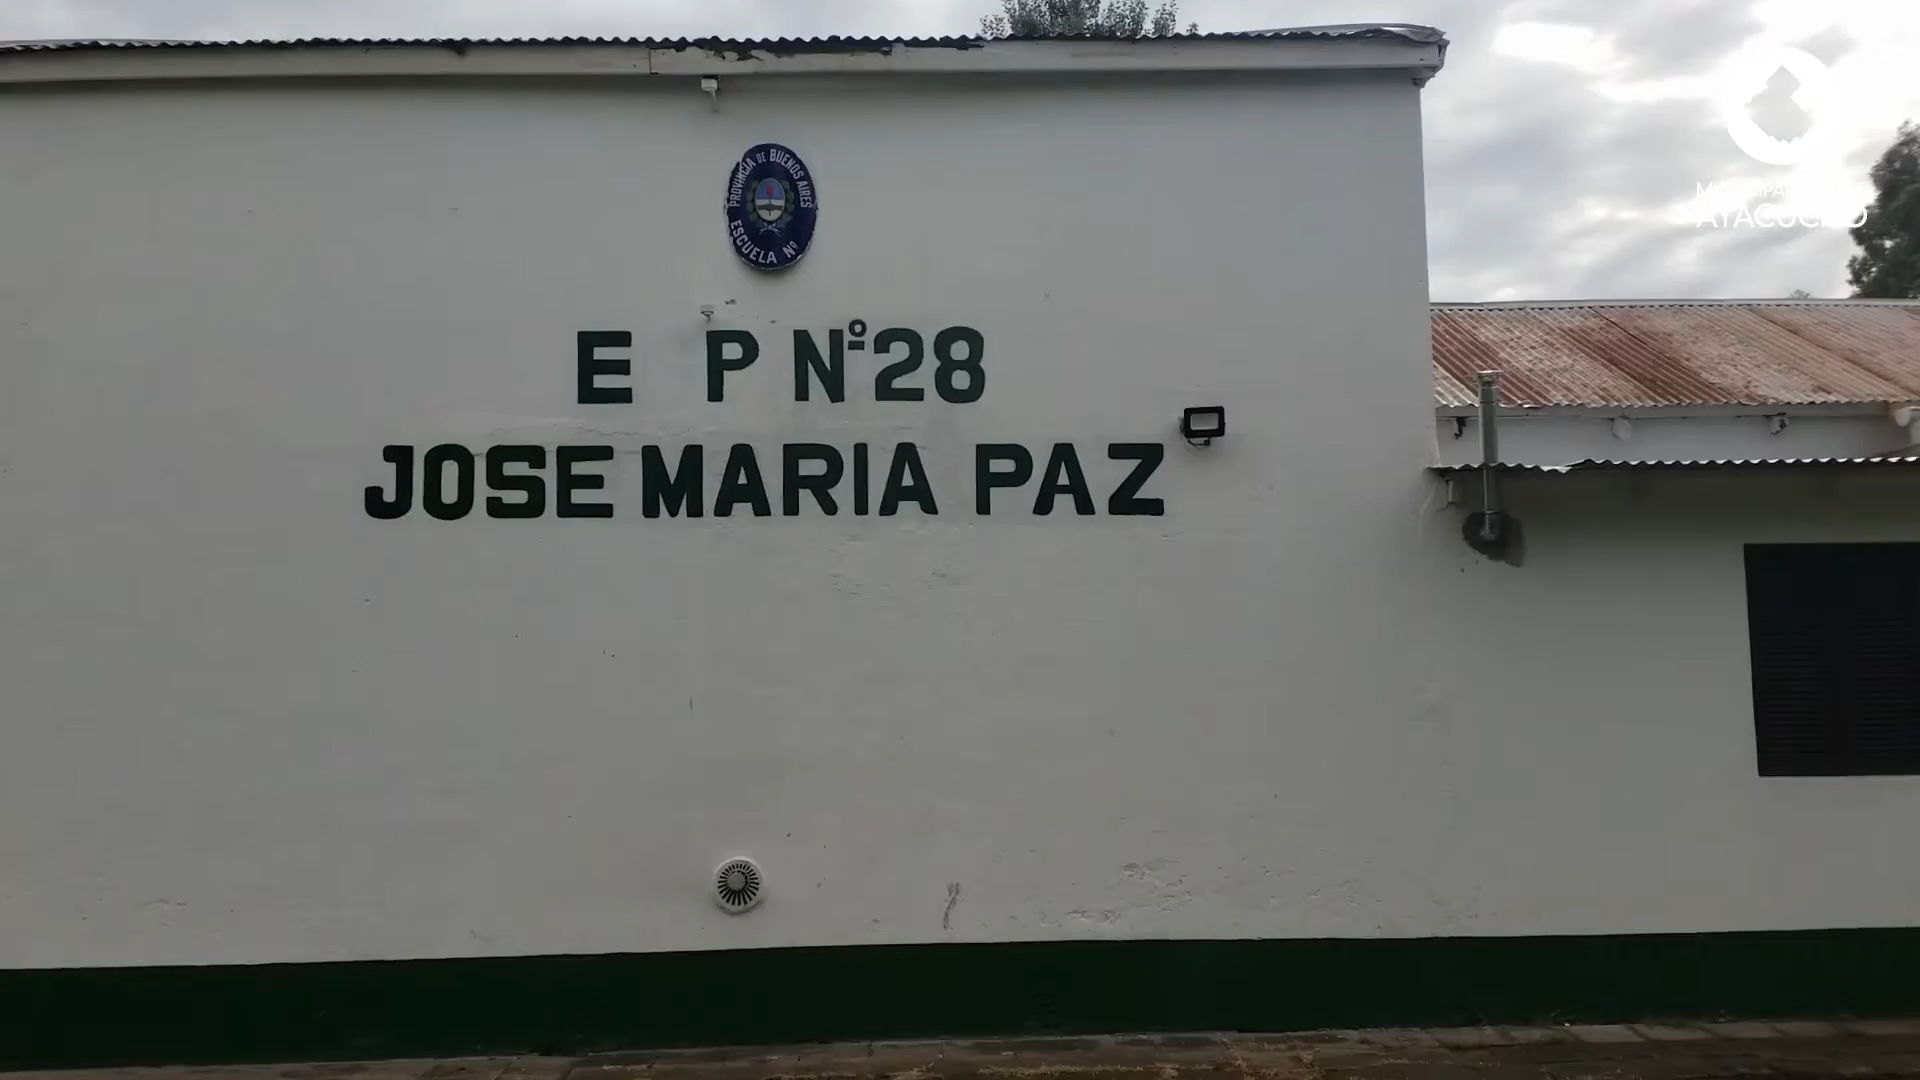 PROVINCIA DE BUENOS AIRES
ESCUELA Nº
E P Nº28
JOSE MARIA PAZ
AYACUCHO